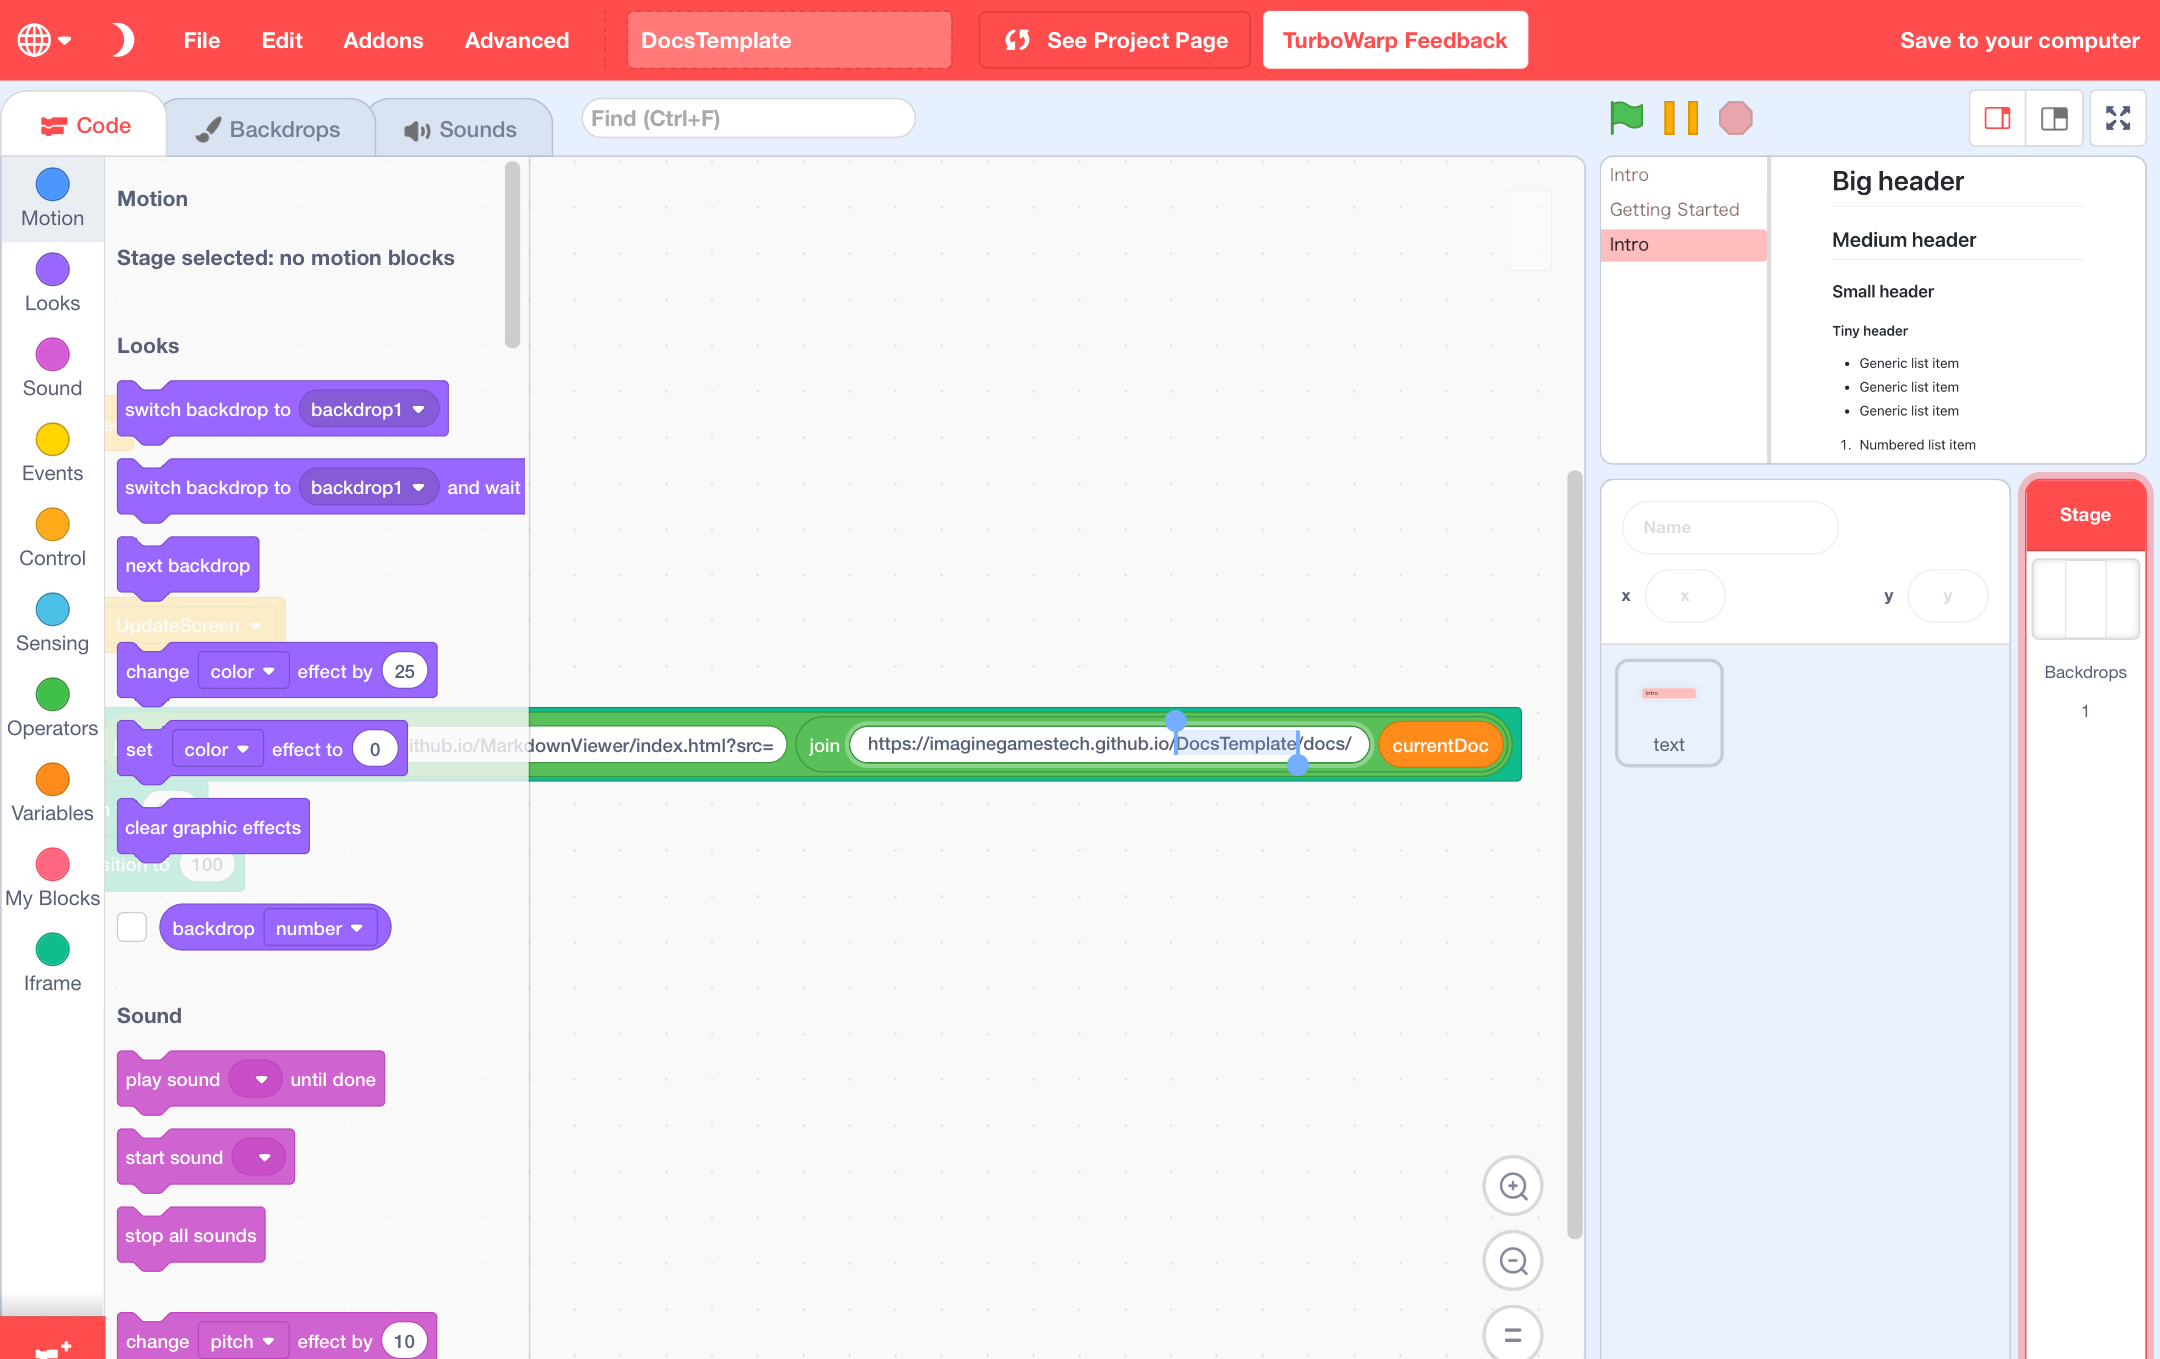 File Edit Addons Advanced DocsTemplate See Project Page TurboWarp Feedback Save to your computer
Code Backdrops Sounds Find (Ctrl+F)
Motion
Looks
Sound
Events
Control
Sensing
Operators
Variables
My Blocks
Iframe
Motion
Stage selected: no motion blocks
Looks
switch backdrop to backdrop1
switch backdrop to backdrop1 and wait
next backdrop
UpdateScreen
change color effect by 25
set color effect to 0
ithub.io/MarkdownViewer/index.html?src= join https://imaginegamestech.github.io/DocsTemplate/docs/ currentDoc
clear graphic effects
sition to 100
backdrop number
Sound
play sound until done
start sound
stop all sounds
change pitch effect by 10
Intro
Getting Started
Intro
Big header
Medium header
Small header
Tiny header
• Generic list item
• Generic list item
• Generic list item
1. Numbered list item
Name
x x y y
Intro
text
Stage
Backdrops
1